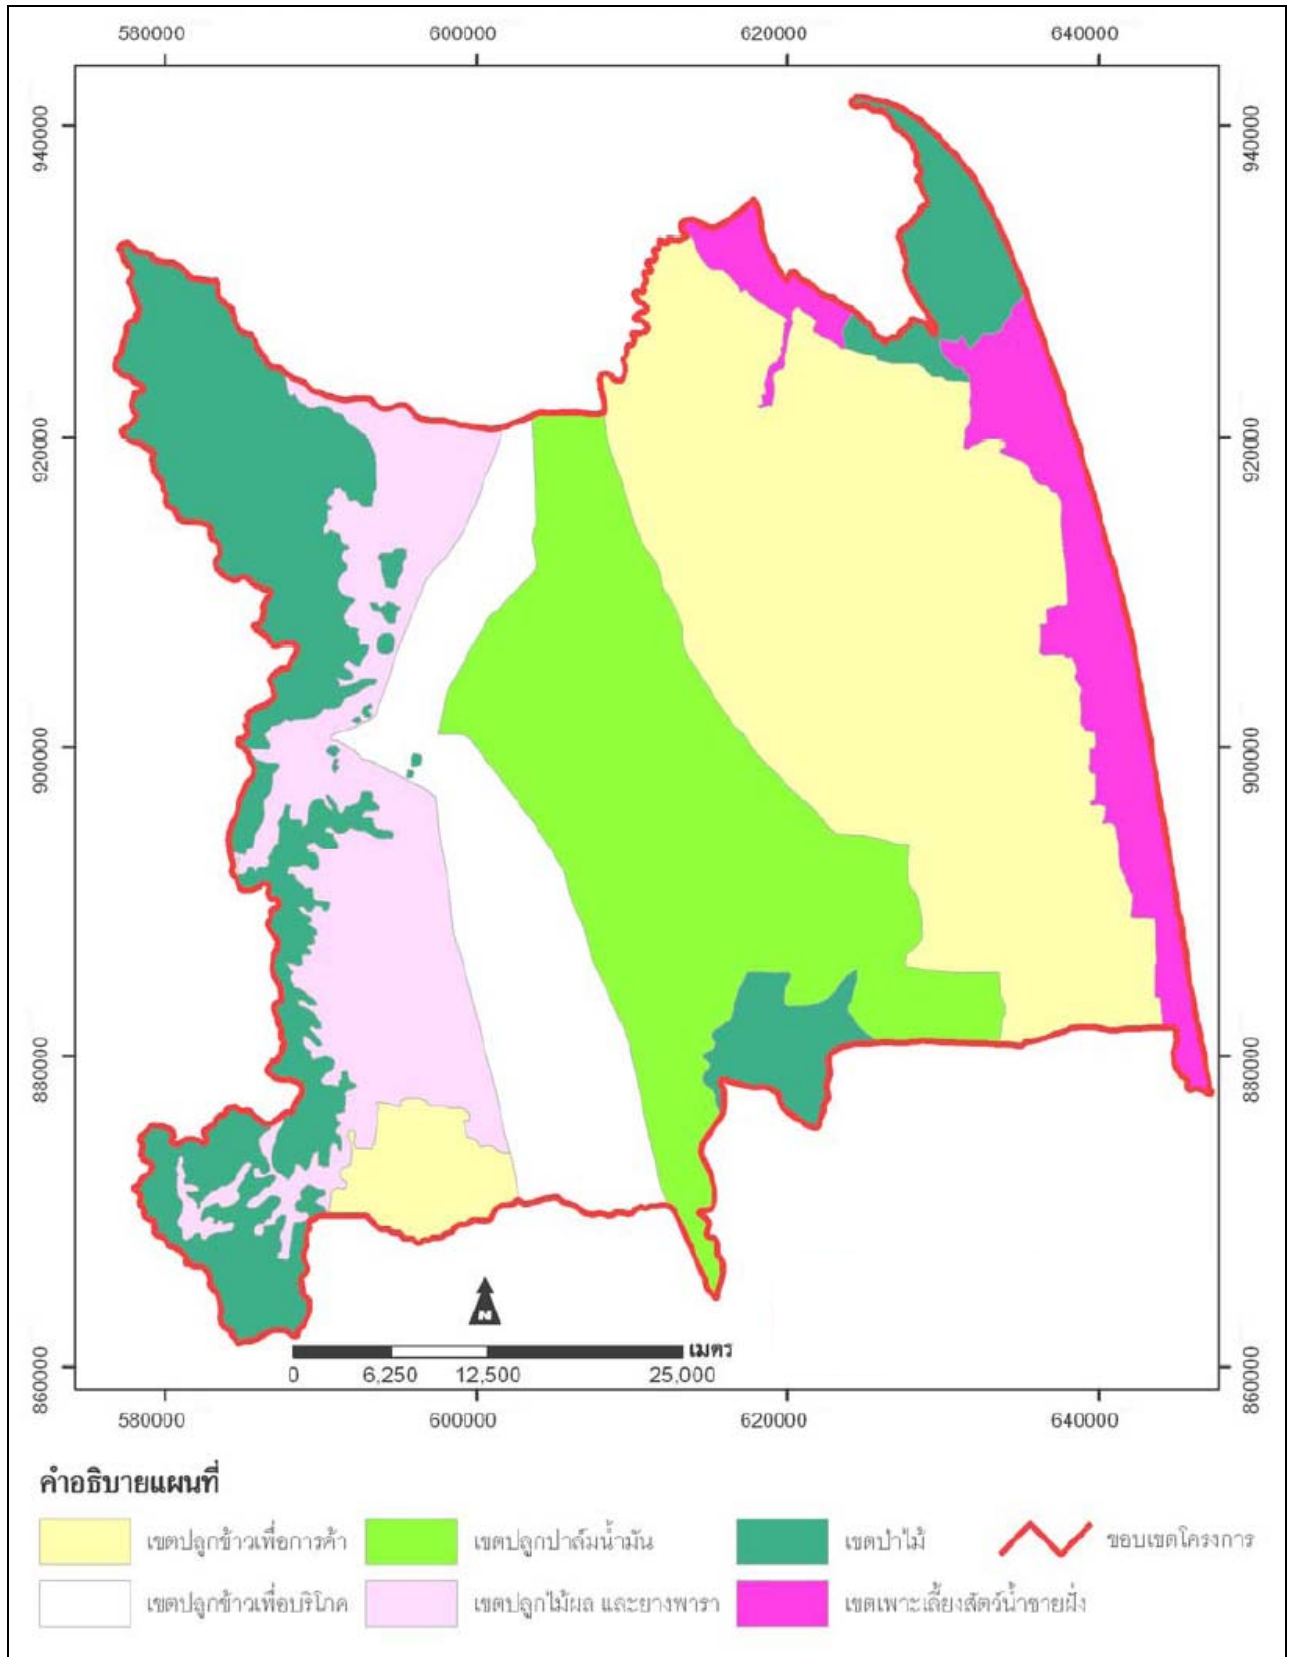 580000 600000 620000 640000
940000 940000
920000 920000
900000 900000
880000 880000
860000 860000
N
เมตร
0 6,250 12,500 25,000
580000 600000 620000 640000
คำอธิบายแผนที่
เขตปลูกข้าวเพื่อการค้า เขตปลูกปาล์มน้ำมัน เขตป่าไม้ ขอบเขตโครงการ
เขตปลูกข้าวเพื่อบริโภค เขตปลูกไม้ผล และยางพารา เขตเพาะเลี้ยงสัตว์น้ำชายฝั่ง